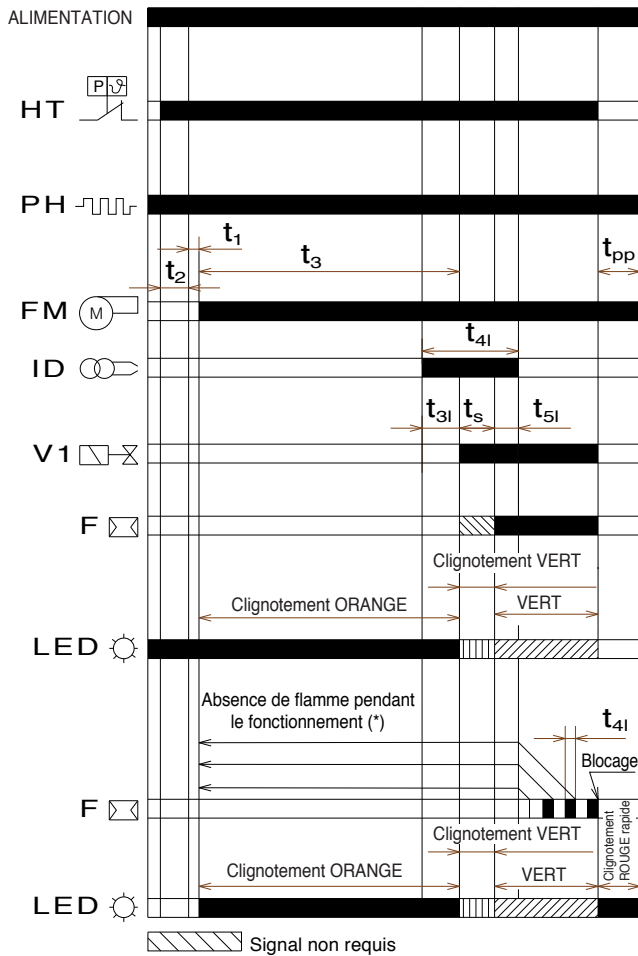 ALIMENTATION
P ϑ
HT
PH
t1
t3
tpp
t2
FM M
t4l
ID
t3l ts t5l
V1
F
Clignotement VERT
Clignotement ORANGE VERT
LED
Absence de flamme pendant
le fonctionnement (*)
t4l
Blocage
F
Clignotement VERT
Clignotement
ROUGE rapide
Clignotement ORANGE VERT
LED
Signal non requis